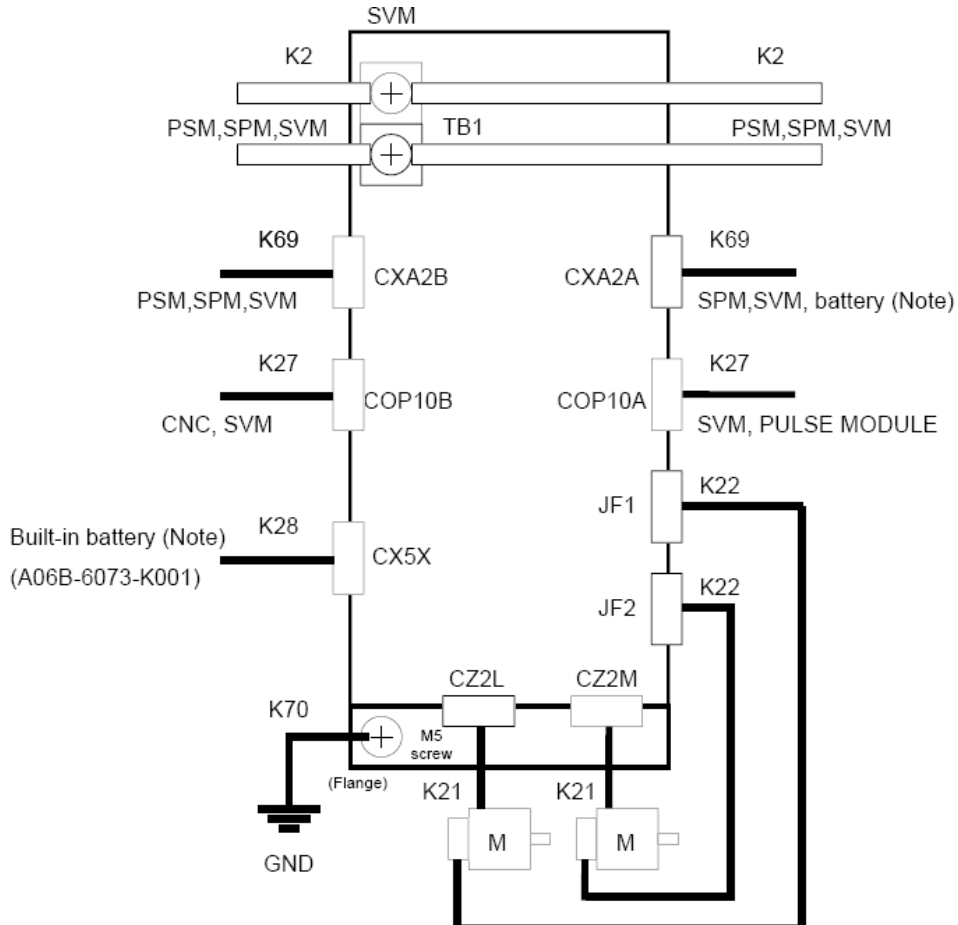 SVM
K2
K2
PSM,SPM,SVM
TB1
PSM,SPM,SVM
K69
K69
CXA2B
CXA2A
PSM,SPM,SVM
SPM,SVM, battery (Note)
K27
K27
COP10B
COP10A
CNC, SVM
SVM, PULSE MODULE
JF1
K22
Built-in battery (Note)
K28
(A06B-6073-K001)
CX5X
JF2
K22
CZ2L
CZ2M
K70
M5
screw
(Flange)
K21
K21
M
M
GND